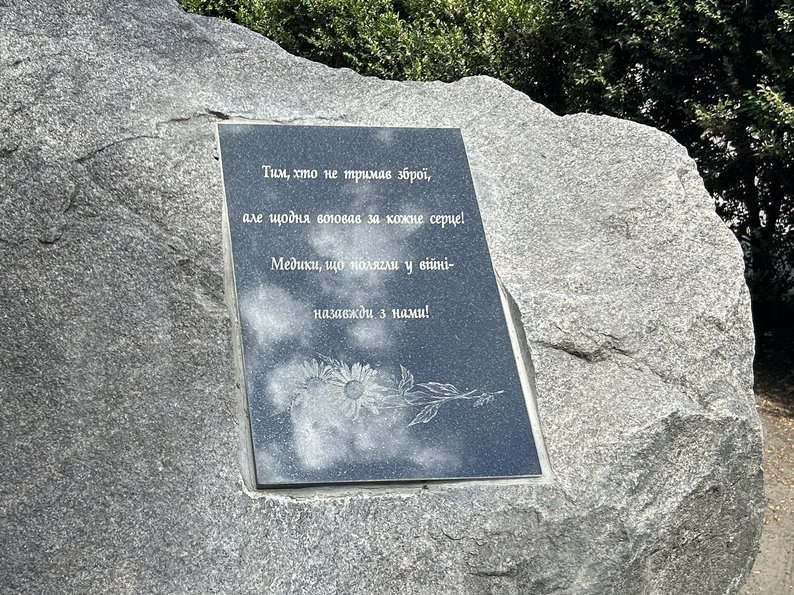 Тим, хто не тримав зброї,
але щодня воював за кожне серце!
Медики, що полягли у війні-
назавжди з нами!